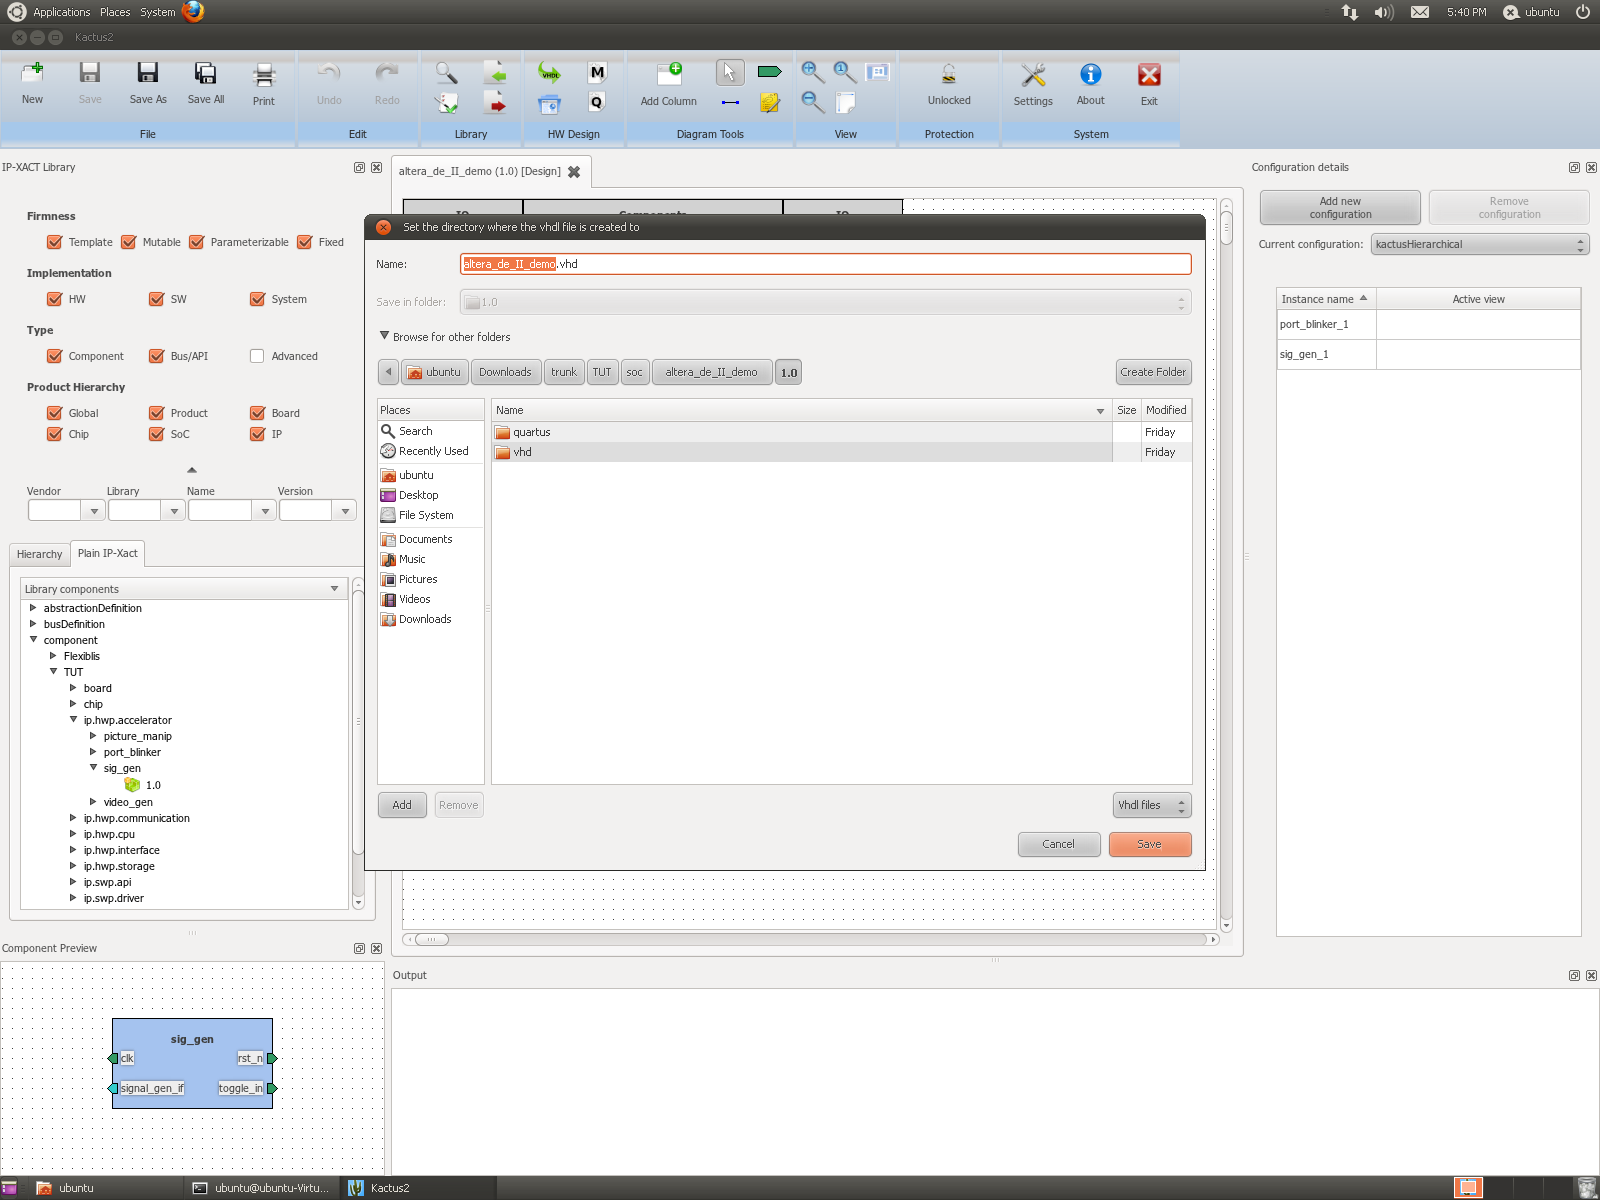 Applications Places System
5:40 PM ubuntu
Kactus2
New Save Save As Save All Print
Undo Redo
VHDL M
Q
Add Column
Unlocked
Settings About Exit
File Edit Library HW Design Diagram Tools View Protection System
IP-XACT Library
Firmness
Template Mutable Parameterizable Fixed
Implementation
HW SW System
Type
Component Bus/API Advanced
Product Hierarchy
Global Product Board
Chip SoC IP
Vendor Library Name Version
Hierarchy Plain IP-Xact
Library components
abstractionDefinition
busDefinition
component
Flexiblis
TUT
board
chip
ip.hwp.accelerator
picture_manip
port_blinker
sig_gen
1.0
video_gen
ip.hwp.communication
ip.hwp.cpu
ip.hwp.interface
ip.hwp.storage
ip.swp.api
ip.swp.driver
Component Preview
sig_gen
clk rst_n
signal_gen_if toggle_in
altera_de_II_demo (1.0) [Design]
IO Components IO
Set the directory where the vhdl file is created to
Name: altera_de_II_demo.vhd
Save in folder: 1.0
Browse for other folders
ubuntu Downloads trunk TUT soc altera_de_II_demo 1.0 Create Folder
Places
Search
Recently Used
ubuntu
Desktop
File System
Documents
Music
Pictures
Videos
Downloads
Name Size Modified
quartus Friday
vhd Friday
Add Remove
Vhdl files
Cancel Save
Configuration details
Add new configuration
Remove configuration
Current configuration: kactusHierarchical
Instance name Active view
port_blinker_1
sig_gen_1
Output
ubuntu ubuntu@ubuntu-Virtu... Kactus2